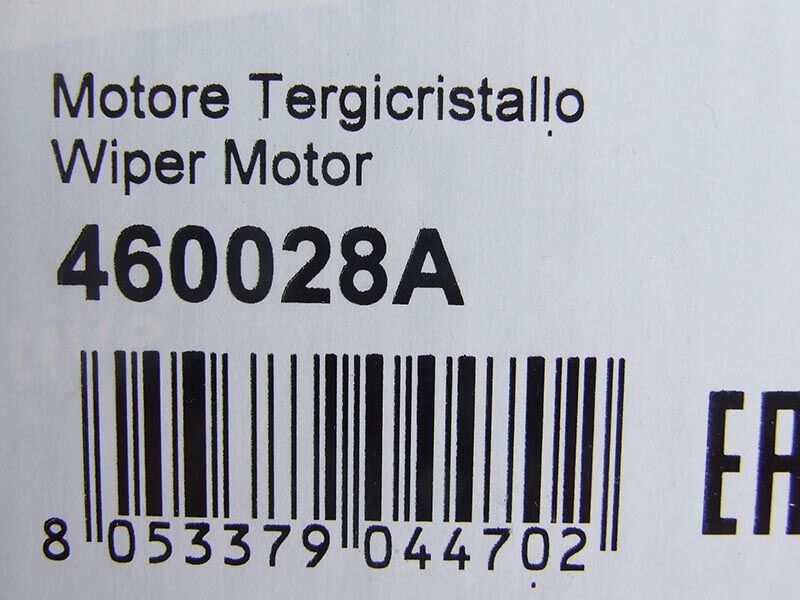 Motore Tergicristallo
Wiper Motor
460028A
8 053379 044702